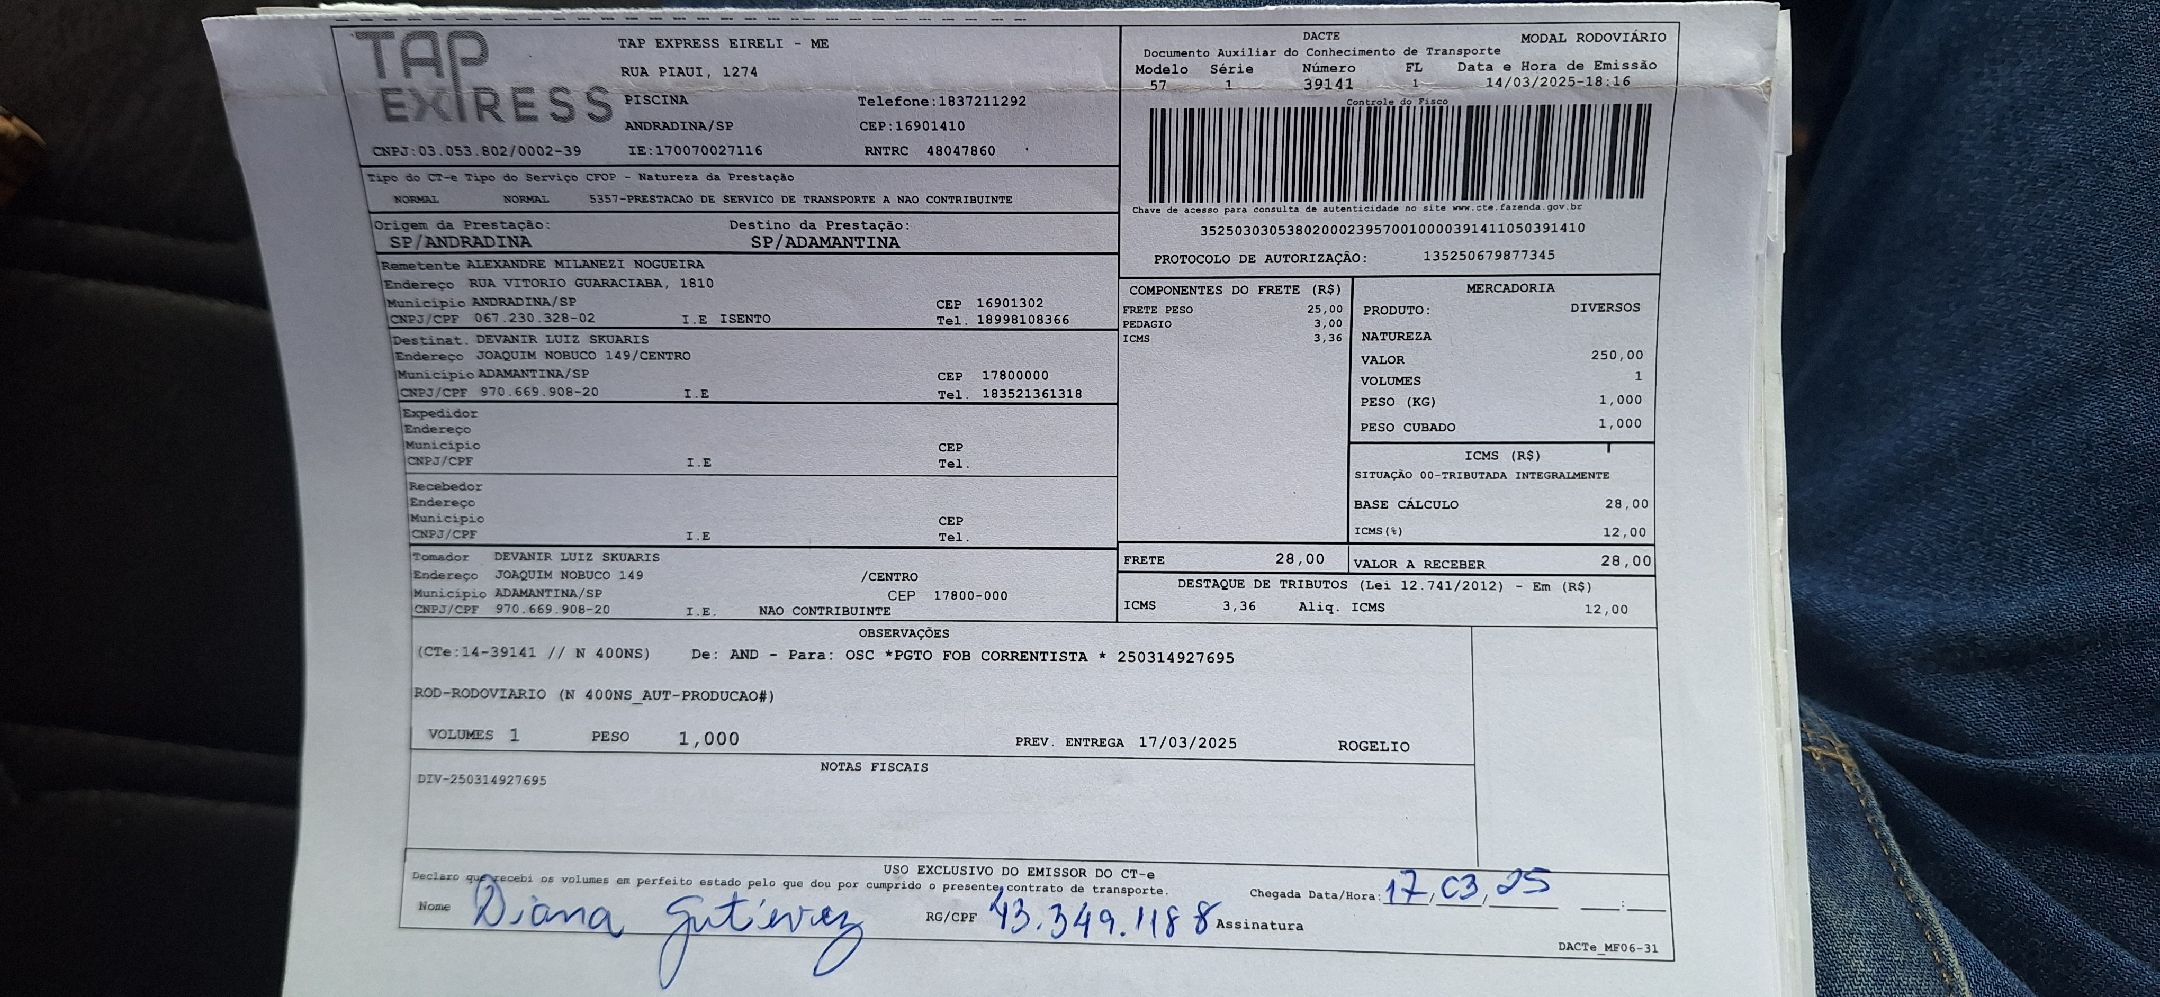 TAP
EXPRESS
TAP EXPRESS EIRELI - ME
RUA PIAUI, 1274
PISCINA Telefone:1837211292
ANDRADINA/SP CEP:16901410
CNPJ:03.053.802/0002-39 IE:170070027116 RNTRC 48047860
DACTE MODAL RODOVIÁRIO
Documento Auxiliar do Conhecimento de Transporte
Modelo Série Número FL Data e Hora de Emissão
57 1 39141 1 14/03/2025-18:16
Controle do Fisco
Chave de acesso para consulta de autenticidade no site www.cte.fazenda.gov.br
35250303053802000239570010000391411050391410
PROTOCOLO DE AUTORIZAÇÃO: 135250679877345
Tipo do CT-e Tipo do Serviço CFOP - Natureza da Prestação
NORMAL NORMAL 5357-PRESTACAO DE SERVICO DE TRANSPORTE A NAO CONTRIBUINTE
Origem da Prestação: Destino da Prestação:
SP/ANDRADINA SP/ADAMANTINA
Remetente ALEXANDRE MILANEZI NOGUEIRA
Endereço RUA VITORIO GUARACIABA, 1810
Município ANDRADINA/SP CEP 16901302
CNPJ/CPF 067.230.328-02 I.E ISENTO Tel. 18998108366
Destinat. DEVANIR LUIZ SKUARIS
Endereço JOAQUIM NOBUCO 149/CENTRO
Município ADAMANTINA/SP CEP 17800000
CNPJ/CPF 970.669.908-20 I.E Tel. 183521361318
Expedidor
Endereço
Município CEP
CNPJ/CPF I.E Tel.
Recebedor
Endereço
Município CEP
CNPJ/CPF I.E Tel.
Tomador DEVANIR LUIZ SKUARIS
Endereço JOAQUIM NOBUCO 149 /CENTRO
Município ADAMANTINA/SP CEP 17800-000
CNPJ/CPF 970.669.908-20 I.E. NAO CONTRIBUINTE
COMPONENTES DO FRETE (R$)
FRETE PESO 25,00
PEDAGIO 3,00
ICMS 3,36
MERCADORIA
PRODUTO: DIVERSOS
NATUREZA
VALOR 250,00
VOLUMES 1
PESO (KG) 1,000
PESO CUBADO 1,000
ICMS (R$)
SITUAÇÃO 00-TRIBUTADA INTEGRALMENTE
BASE CÁLCULO 28,00
ICMS(%) 12,00
FRETE 28,00 VALOR A RECEBER 28,00
DESTAQUE DE TRIBUTOS (Lei 12.741/2012) - Em (R$)
ICMS 3,36 Aliq. ICMS 12,00
OBSERVAÇÕES
(CTe:14-39141 // N 400NS) De: AND - Para: OSC *PGTO FOB CORRENTISTA * 250314927695
ROD-RODOVIARIO (N 400NS_AUT-PRODUCAO#)
VOLUMES 1 PESO 1,000 PREV. ENTREGA 17/03/2025 ROGELIO
NOTAS FISCAIS
DIV-250314927695
USO EXCLUSIVO DO EMISSOR DO CT-e
Declaro que recebi os volumes em perfeito estado pelo que dou por cumprido o presente contrato de transporte. Chegada Data/Hora: 17,03,25 __:__
Nome Diana Gutierrez RG/CPF 43.349.118 8 Assinatura
DACTe_MF06-31